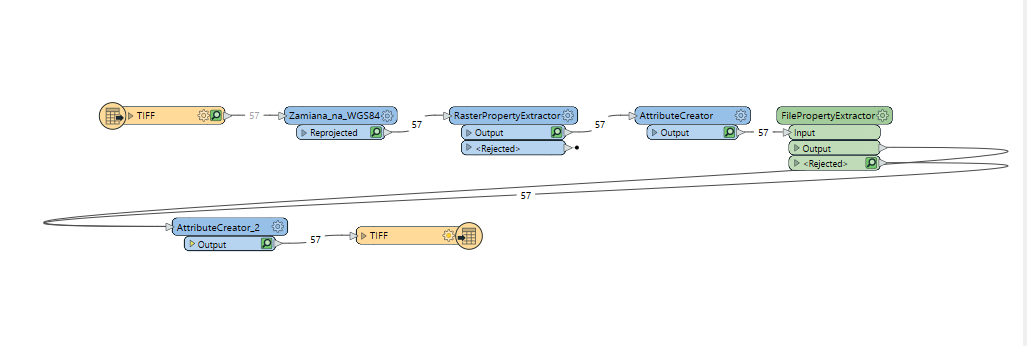 TIFF
57
Zamiana_na_WGS84
Reprojected
57
RasterPropertyExtractor
Output
<Rejected>
57
AttributeCreator
Output
57
FilePropertyExtractor
Input
Output
<Rejected>
57
AttributeCreator_2
Output
57
TIFF